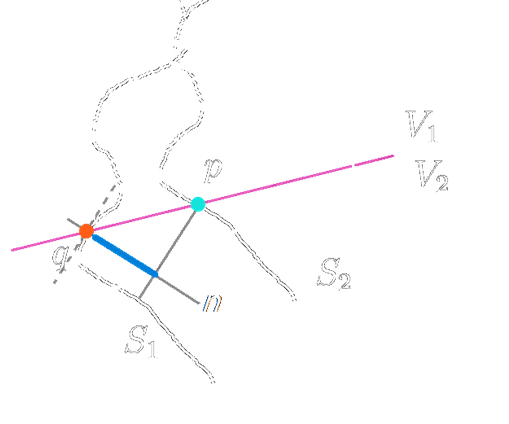 V₁
V₂
p
q
S₂
n
S₁